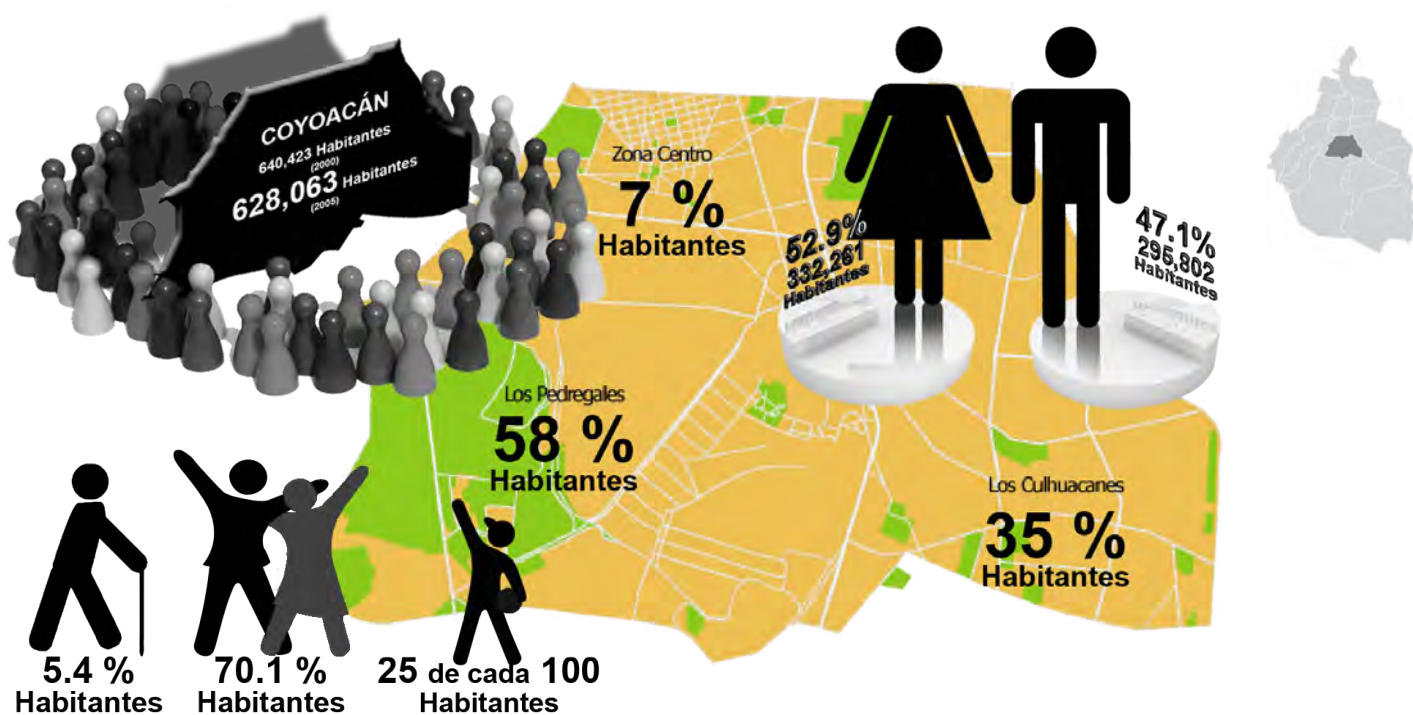 COYOACÁN
640,423 Habitantes
(2000)
628,063 Habitantes
(2005)
Zona Centro
7 %
Habitantes
52.9%
332,261
Habitantes
47.1%
295,802
Habitantes
Los Pedregales
58 %
Habitantes
Los Culhuacanes
35 %
Habitantes
5.4 %
Habitantes
70.1 %
Habitantes
25 de cada 100
Habitantes